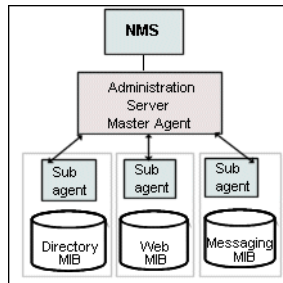 NMS
Administration
Server
Master Agent
Sub
agent
Sub
agent
Sub
agent
Directory
MIB
Web
MIB
Messaging
MIB